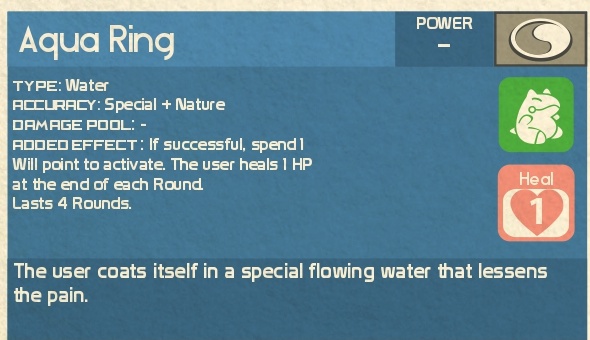 Aqua Ring
POWER
–
TYPE: Water
ACCURACY: Special + Nature
DAMAGE POOL: -
ADDED EFFECT: If successful, spend 1
Will point to activate. The user heals 1 HP
at the end of each Round.
Lasts 4 Rounds.
Heal
1
The user coats itself in a special flowing water that lessens
the pain.